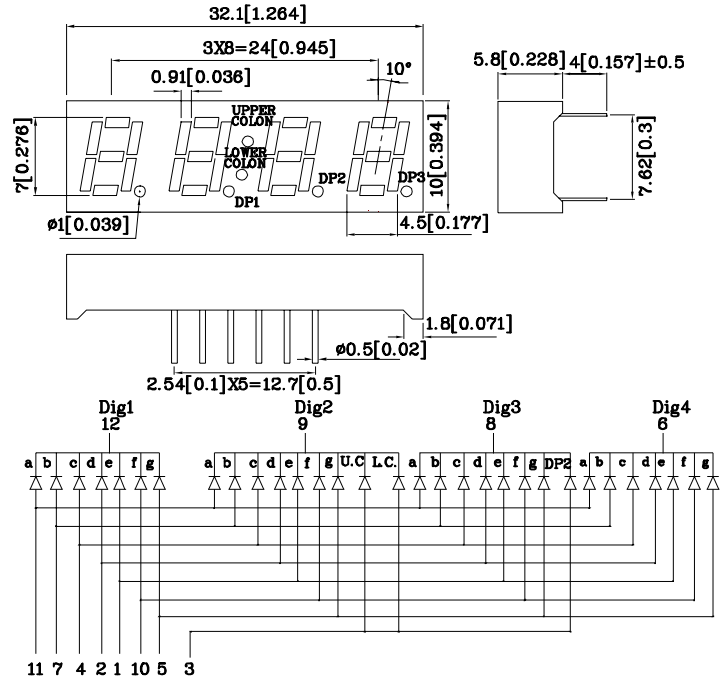 32.1[1.264]
3X8=24[0.945]
5.8[0.228] 4[0.157]±0.5
0.91[0.036] 10°
UPPER
COLON
LOWER
COLON
7[0.276]
10[0.394]
7.62[0.3]
DP1
DP2
DP3
ø1[0.039]
4.5[0.177]
1.8[0.071]
ø0.5[0.02]
2.54[0.1]X5=12.7[0.5]
Dig1 Dig2 Dig3 Dig4
12 9 8 6
a b c d e f g a b c d e f g U.C L.C. a b c d e f g DP2 a b c d e f g
11 7 4 2 1 10 5 3